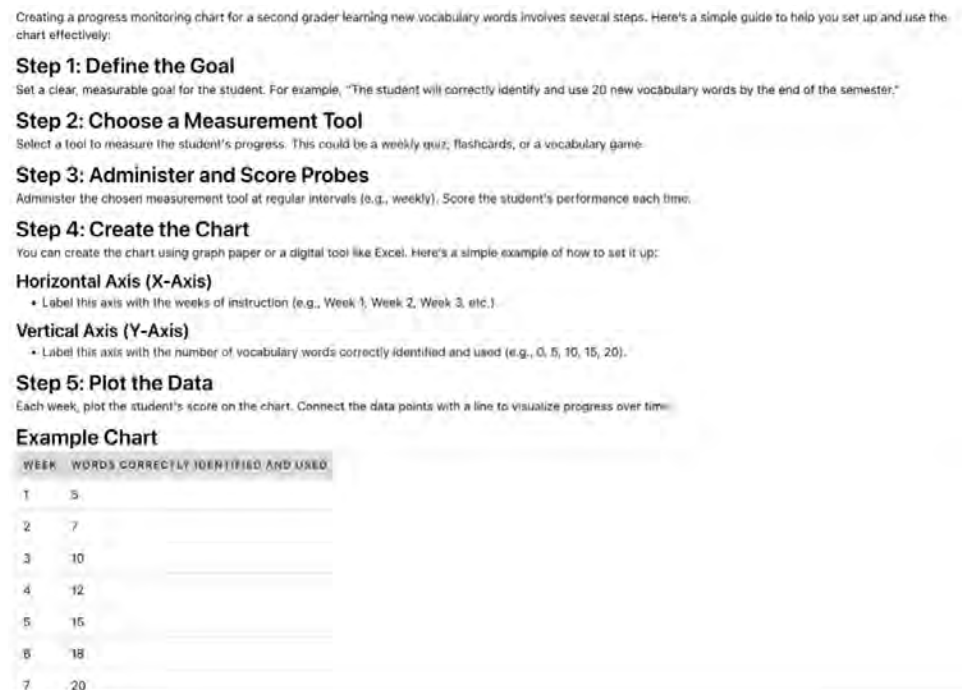 Creating a progress monitoring chart for a second grader learning new vocabulary words involves several steps. Here's a simple guide to help you set up and use the
chart effectively:
Step 1: Define the Goal
Set a clear, measurable goal for the student. For example, "The student will correctly identify and use 20 new vocabulary words by the end of the semester."
Step 2: Choose a Measurement Tool
Select a tool to measure the student's progress. This could be a weekly quiz, flashcards, or a vocabulary game.
Step 3: Administer and Score Probes
Administer the chosen measurement tool at regular intervals (e.g., weekly). Score the student's performance each time.
Step 4: Create the Chart
You can create the chart using graph paper or a digital tool like Excel. Here's a simple example of how to set it up:
Horizontal Axis (X-Axis)
• Label this axis with the weeks of instruction (e.g., Week 1, Week 2, Week 3, etc.)
Vertical Axis (Y-Axis)
• Label this axis with the number of vocabulary words correctly identified and used (e.g., 0, 5, 10, 15, 20).
Step 5: Plot the Data
Each week, plot the student's score on the chart. Connect the data points with a line to visualize progress over time.
Example Chart
WEEK WORDS CORRECTLY IDENTIFIED AND USED
1 5
2 7
3 10
4 12
5 15
6 18
7 20